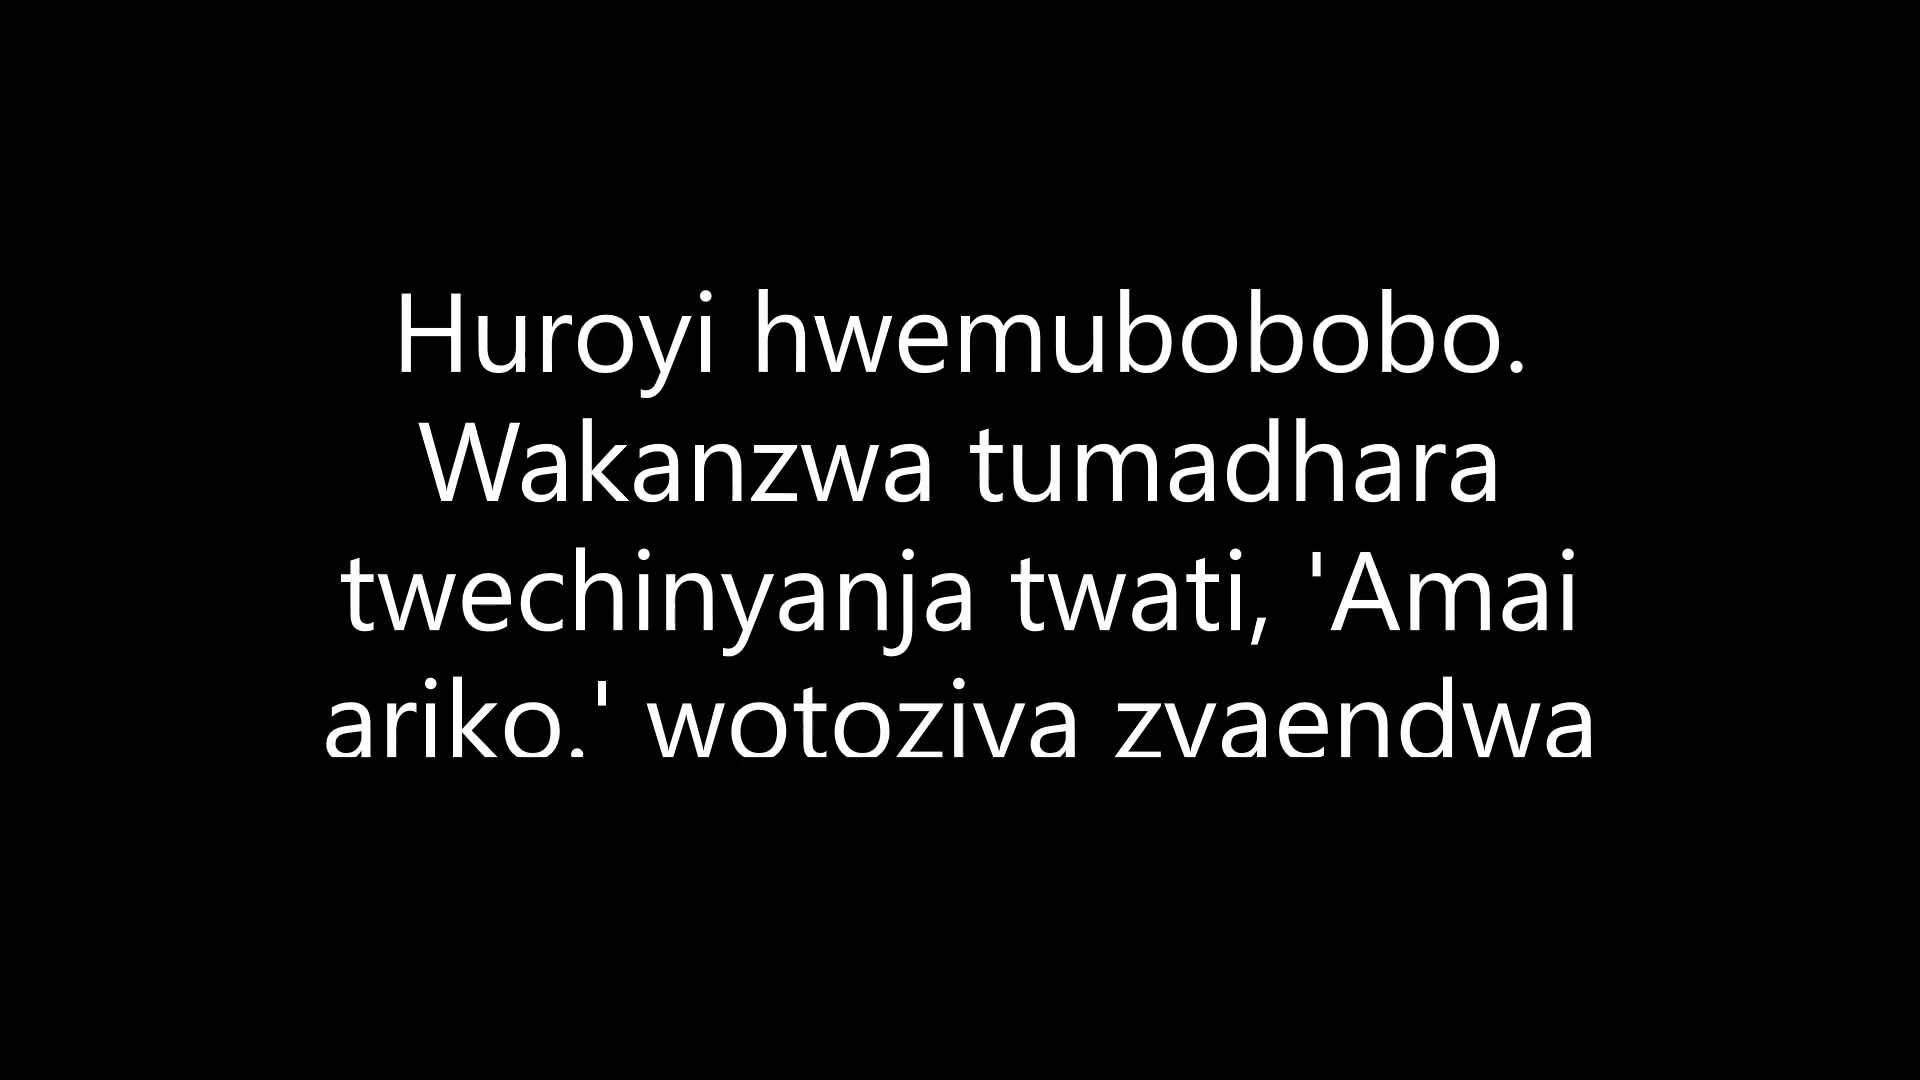 Huroyi hwemubobobo.
Wakanzwa tumadhara
twechinyanja twati, 'Amai
ariko.' wotoziva zvaendwa